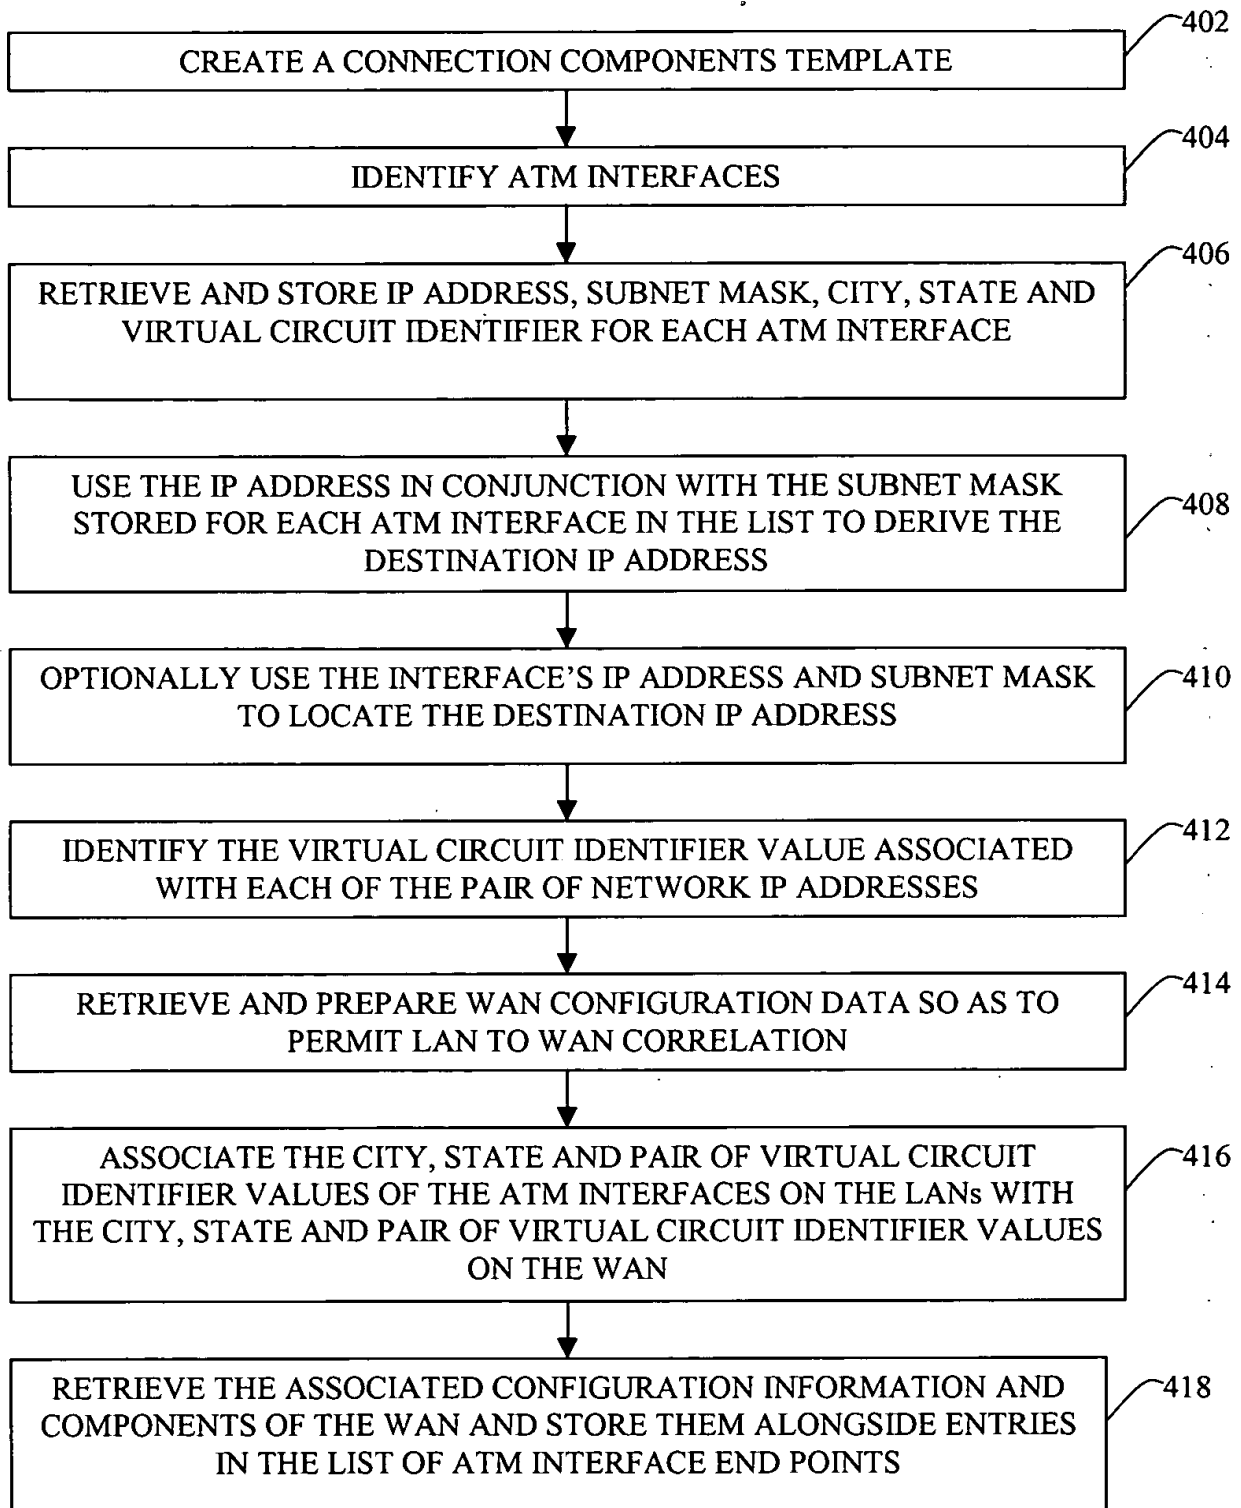 402
CREATE A CONNECTION COMPONENTS TEMPLATE
404
IDENTIFY ATM INTERFACES
406
RETRIEVE AND STORE IP ADDRESS, SUBNET MASK, CITY, STATE AND
VIRTUAL CIRCUIT IDENTIFIER FOR EACH ATM INTERFACE
408
USE THE IP ADDRESS IN CONJUNCTION WITH THE SUBNET MASK
STORED FOR EACH ATM INTERFACE IN THE LIST TO DERIVE THE
DESTINATION IP ADDRESS
410
OPTIONALLY USE THE INTERFACE'S IP ADDRESS AND SUBNET MASK
TO LOCATE THE DESTINATION IP ADDRESS
412
IDENTIFY THE VIRTUAL CIRCUIT IDENTIFIER VALUE ASSOCIATED
WITH EACH OF THE PAIR OF NETWORK IP ADDRESSES
414
RETRIEVE AND PREPARE WAN CONFIGURATION DATA SO AS TO
PERMIT LAN TO WAN CORRELATION
416
ASSOCIATE THE CITY, STATE AND PAIR OF VIRTUAL CIRCUIT
IDENTIFIER VALUES OF THE ATM INTERFACES ON THE LANs WITH
THE CITY, STATE AND PAIR OF VIRTUAL CIRCUIT IDENTIFIER VALUES
ON THE WAN
418
RETRIEVE THE ASSOCIATED CONFIGURATION INFORMATION AND
COMPONENTS OF THE WAN AND STORE THEM ALONGSIDE ENTRIES
IN THE LIST OF ATM INTERFACE END POINTS